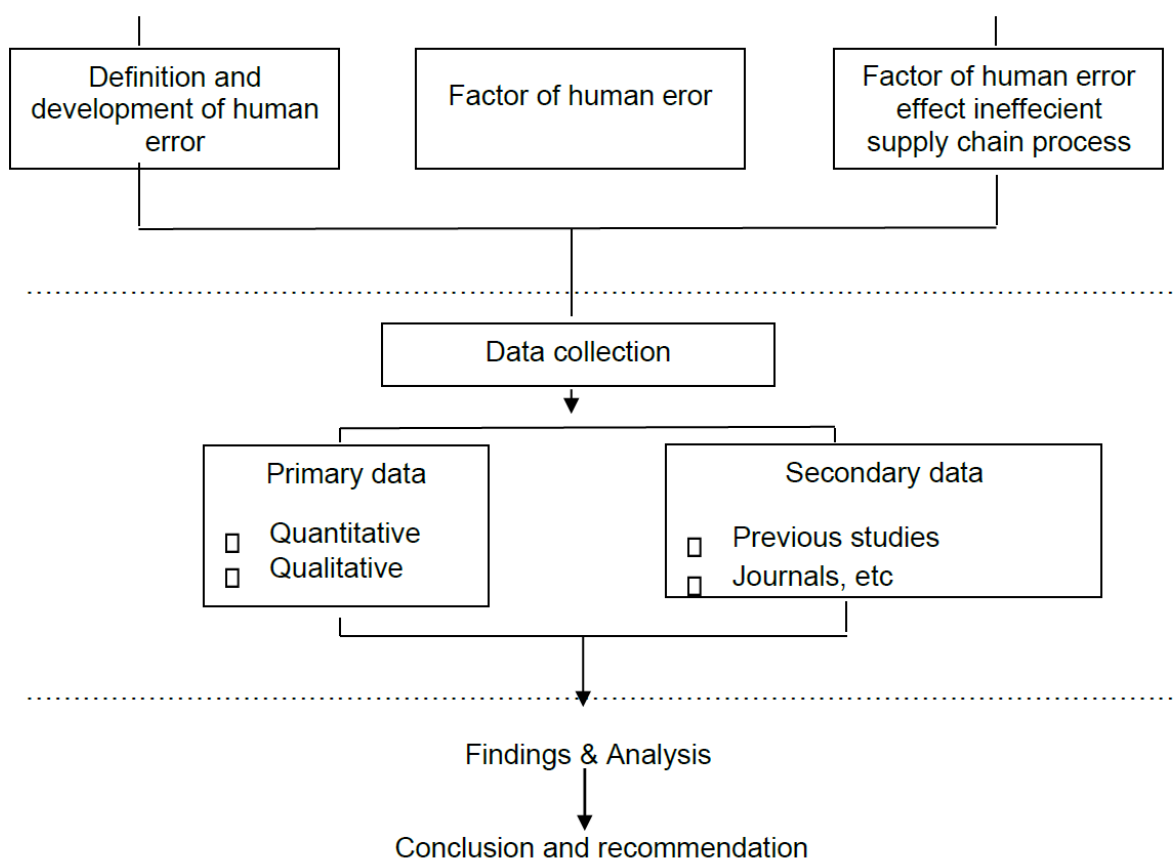 Definition and
development of human
error
Factor of human eror
Factor of human error
effect ineffecient
supply chain process
Data collection
Primary data
Quantitative
Qualitative
Secondary data
Previous studies
Journals, etc
Findings & Analysis
Conclusion and recommendation